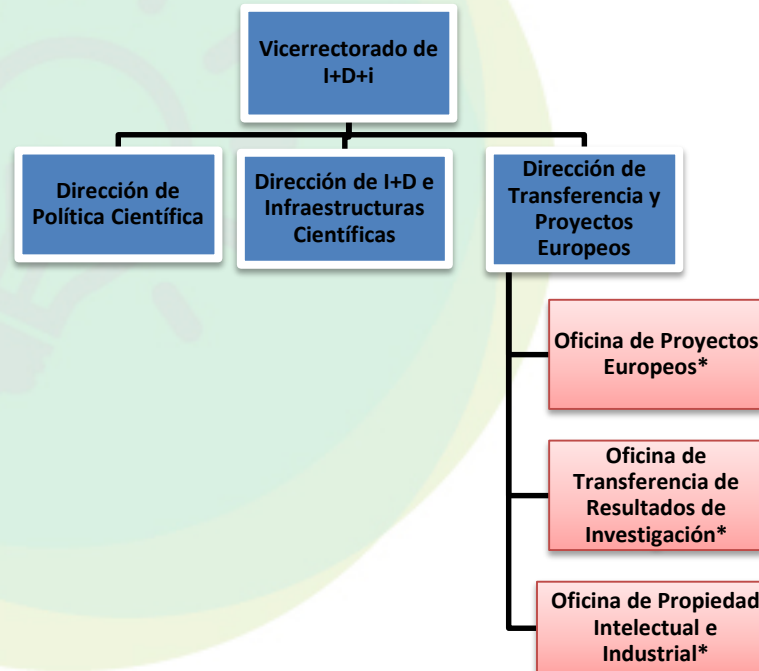 Vicerrectorado de
I+D+i
Dirección de
Política Científica
Dirección de I+D e
Infraestructuras
Científicas
Dirección de
Transferencia y
Proyectos
Europeos
Oficina de Proyectos
Europeos*
Oficina de
Transferencia de
Resultados de
Investigación*
Oficina de Propiedad
Intelectual e
Industrial*